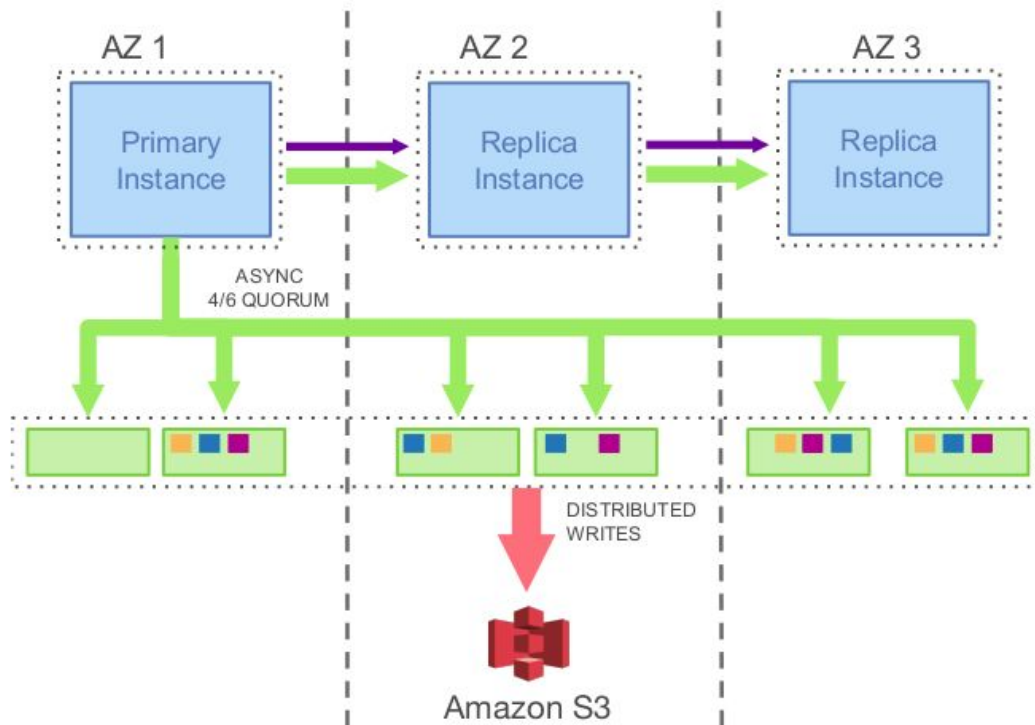 AZ 1
AZ 2
AZ 3
Primary
Instance
Replica
Instance
Replica
Instance
ASYNC
4/6 QUORUM
DISTRIBUTED
WRITES
Amazon S3